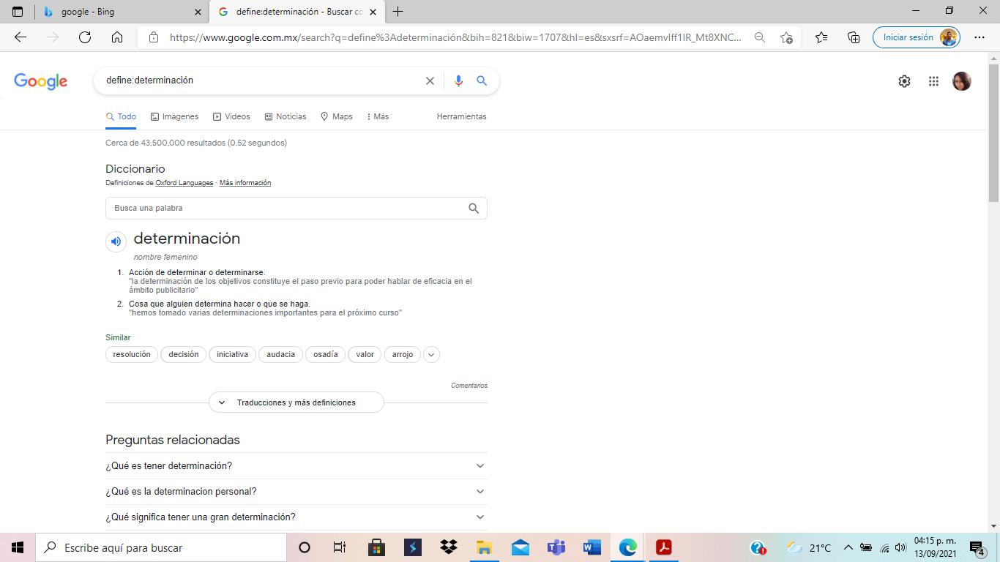 google - Bing
define:determinación - Buscar co
https://www.google.com.mx/search?q=define%3Adeterminación&bih=821&biw=1707&hl=es&sxsrf=AOaemvIff1IR_Mt8XNC...
Iniciar sesión
Google
define:determinación
Todo Imágenes Videos Noticias Maps Más Herramientas
Cerca de 43,500,000 resultados (0.52 segundos)
Diccionario
Definiciones de Oxford Languages · Más información
Busca una palabra
determinación
nombre femenino
1. Acción de determinar o determinarse.
"la determinación de los objetivos constituye el paso previo para poder hablar de eficacia en el
ámbito publicitario"
2. Cosa que alguien determina hacer o que se haga.
"hemos tomado varias determinaciones importantes para el próximo curso"
Similar
resolución decisión iniciativa audacia osadía valor arrojo
Comentarios
Traducciones y más definiciones
Preguntas relacionadas
¿Qué es tener determinación?
¿Qué es la determinacion personal?
¿Qué significa tener una gran determinación?
Escribe aquí para buscar
21°C
04:15 p. m.
13/09/2021
4